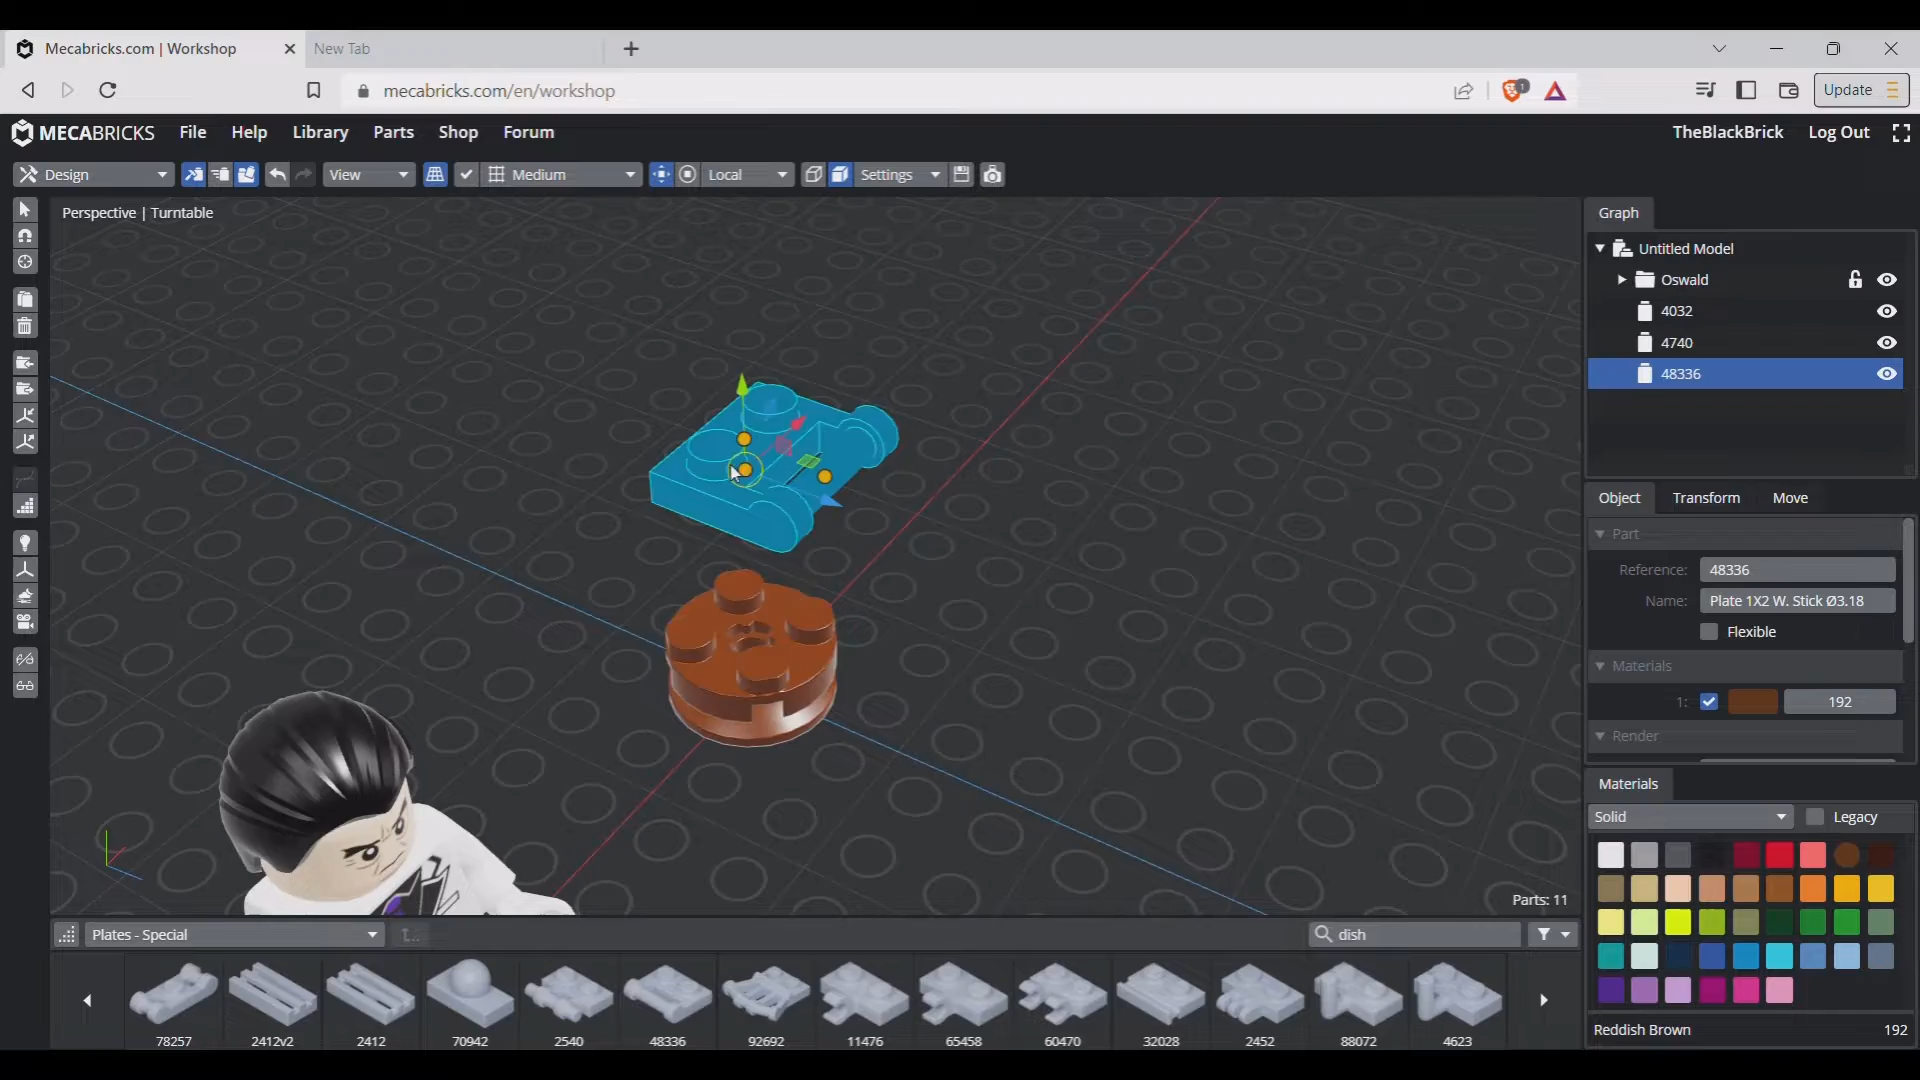 Mecabricks.com | Workshop
New Tab
mecabricks.com/en/workshop
1
Update
MECABRICKS File Help Library Parts Shop Forum
TheBlackBrick Log Out
Design View Medium Local Settings
Perspective | Turntable
Graph
Untitled Model
Oswald
4032
4740
48336
Object Transform Move
Part
Reference: 48336
Name: Plate 1X2 W. Stick Ø3.18
Flexible
Materials
1: 192
Render
Materials
Solid Legacy
Parts: 11
Plates - Special
dish
78257 2412v2 2412 70942 2540 48336 92692 11476 65458 60470 32028 2452 88072 4623
Reddish Brown 192